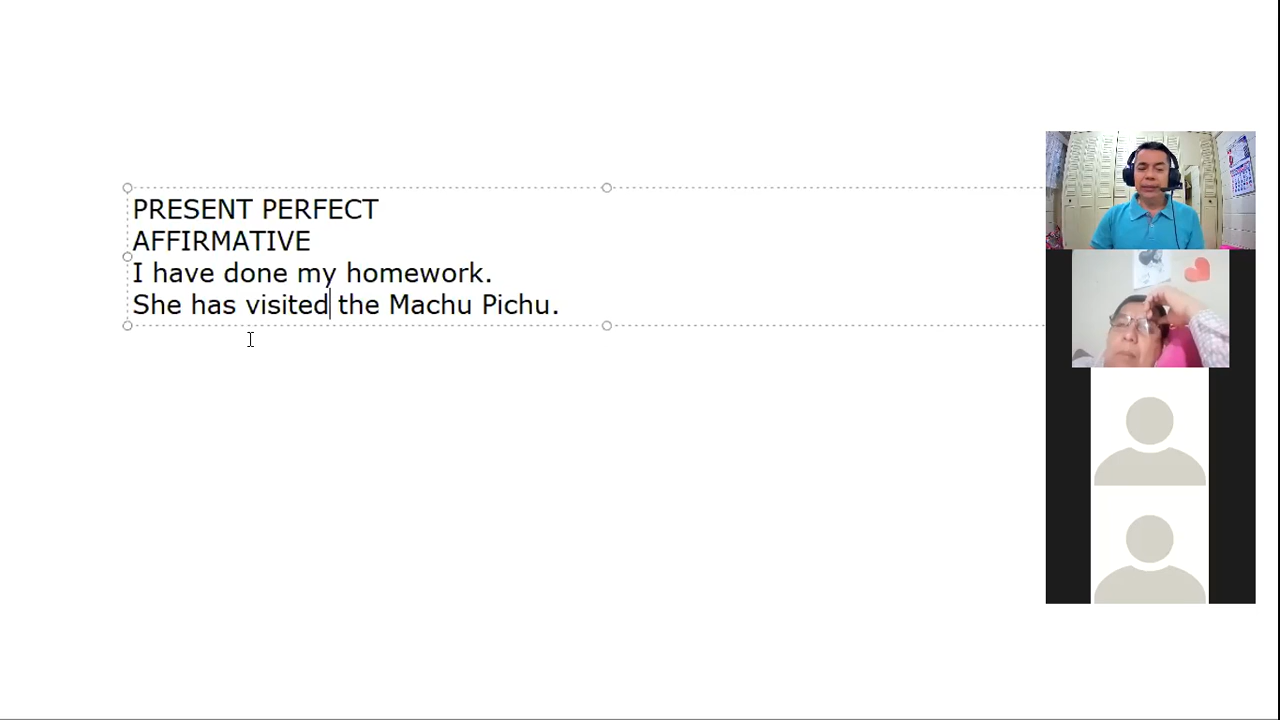 PRESENT PERFECT
AFFIRMATIVE
I have done my homework.
She has visited the Machu Pichu.